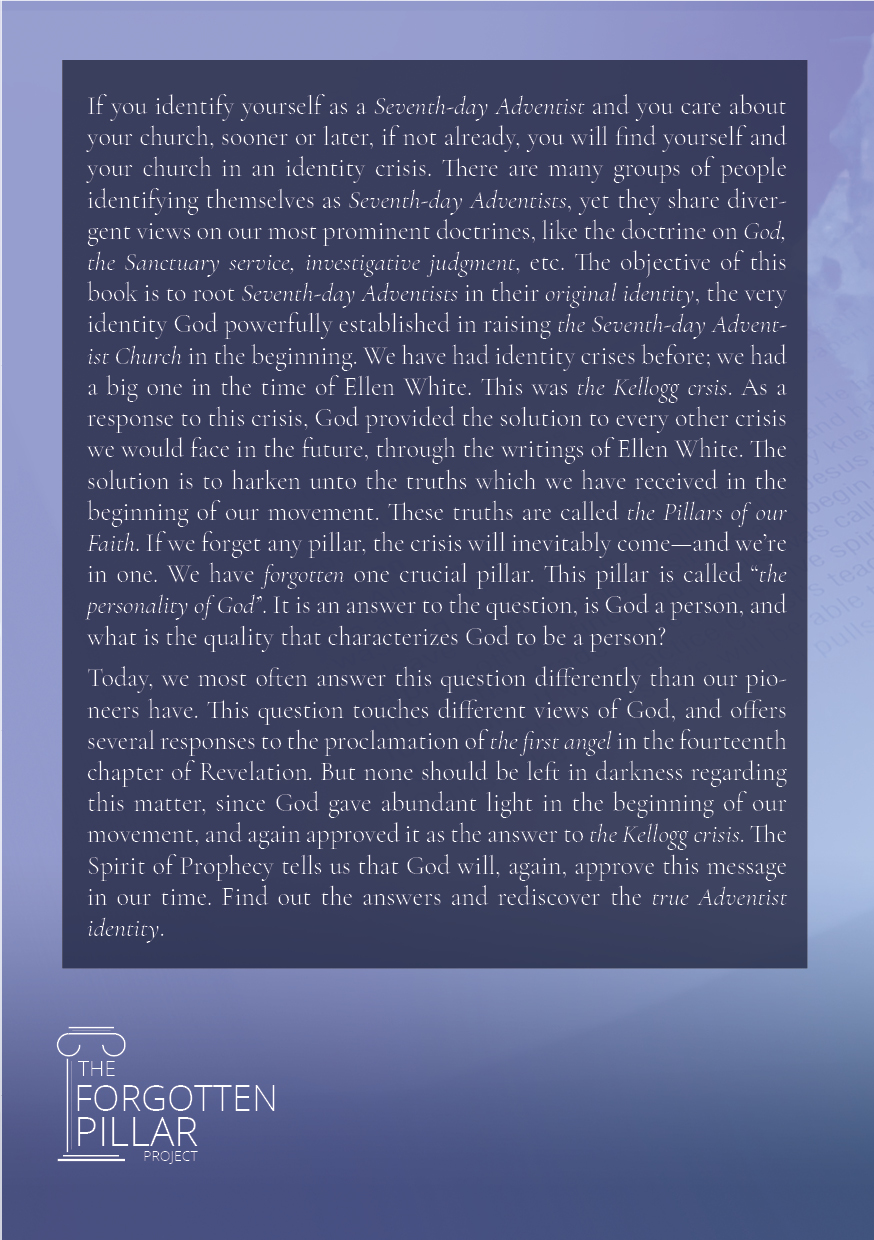 If you identify yourself as a Seventh-day Adventist and you care about
your church, sooner or later, if not already, you will find yourself and
your church in an identity crisis. There are many groups of people
identifying themselves as Seventh-day Adventists, yet they share diver-
gent views on our most prominent doctrines, like the doctrine on God,
the Sanctuary service, investigative judgment, etc. The objective of this
book is to root Seventh-day Adventists in their original identity, the very
identity God powerfully established in raising the Seventh-day Advent-
ist Church in the beginning. We have had identity crises before; we had
a big one in the time of Ellen White. This was the Kellogg crsis. As a
response to this crisis, God provided the solution to every other crisis
we would face in the future, through the writings of Ellen White. The
solution is to harken unto the truths which we have received in the
beginning of our movement. These truths are called the Pillars of our
Faith. If we forget any pillar, the crisis will inevitably come—and we're
in one. We have forgotten one crucial pillar. This pillar is called “the
personality of God”. It is an answer to the question, is God a person, and
what is the quality that characterizes God to be a person?
Today, we most often answer this question differently than our pio-
neers have. This question touches different views of God, and offers
several responses to the proclamation of the first angel in the fourteenth
chapter of Revelation. But none should be left in darkness regarding
this matter, since God gave abundant light in the beginning of our
movement, and again approved it as the answer to the Kellogg crisis. The
Spirit of Prophecy tells us that God will, again, approve this message
in our time. Find out the answers and rediscover the true Adventist
identity.
THE
FORGOTTEN
PILLAR
PROJECT